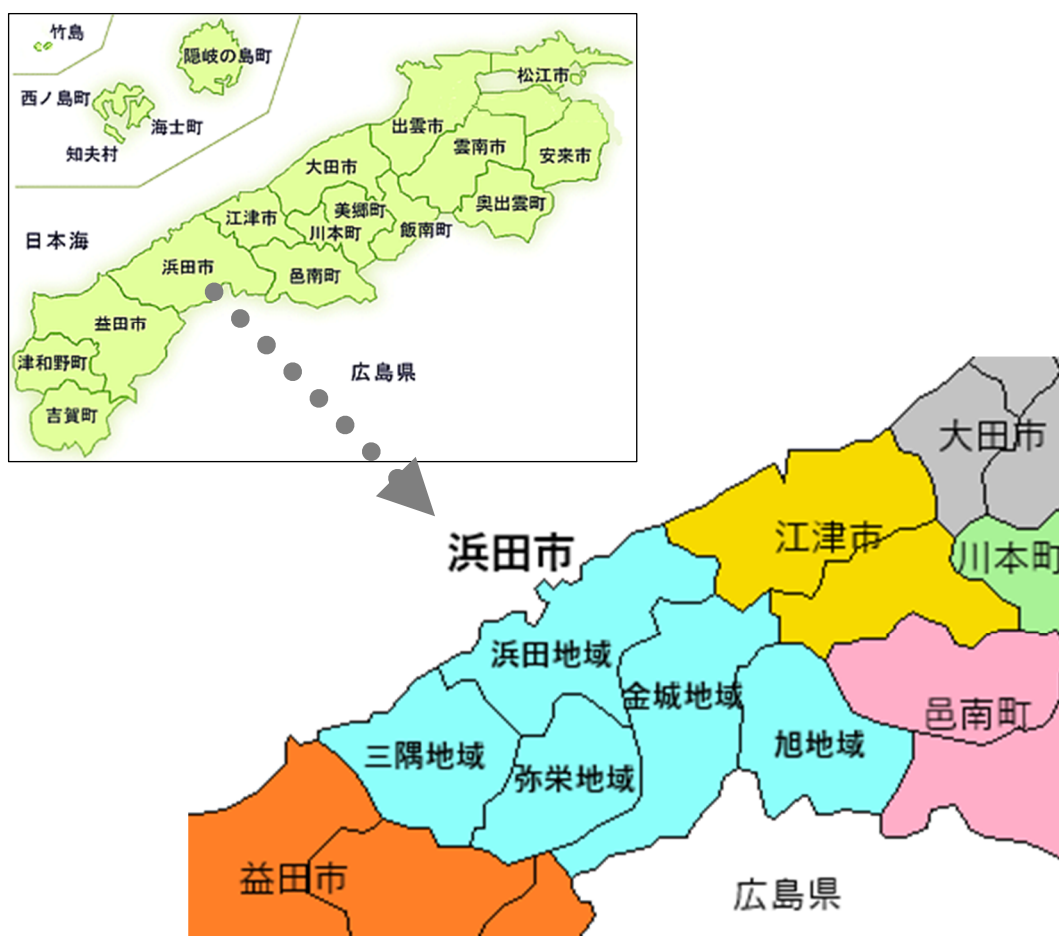 竹島
隠岐の島町
西ノ島町
海士町
知夫村
松江市
出雲市
雲南市
安来市
大田市
奥出雲町
美郷町
江津市
川本町
飯南町
日本海
浜田市
邑南町
益田市
津和野町
広島県
吉賀町
大田市
江津市
浜田市
川本町
浜田地域
金城地域
邑南町
旭地域
三隅地域
弥栄地域
益田市
広島県